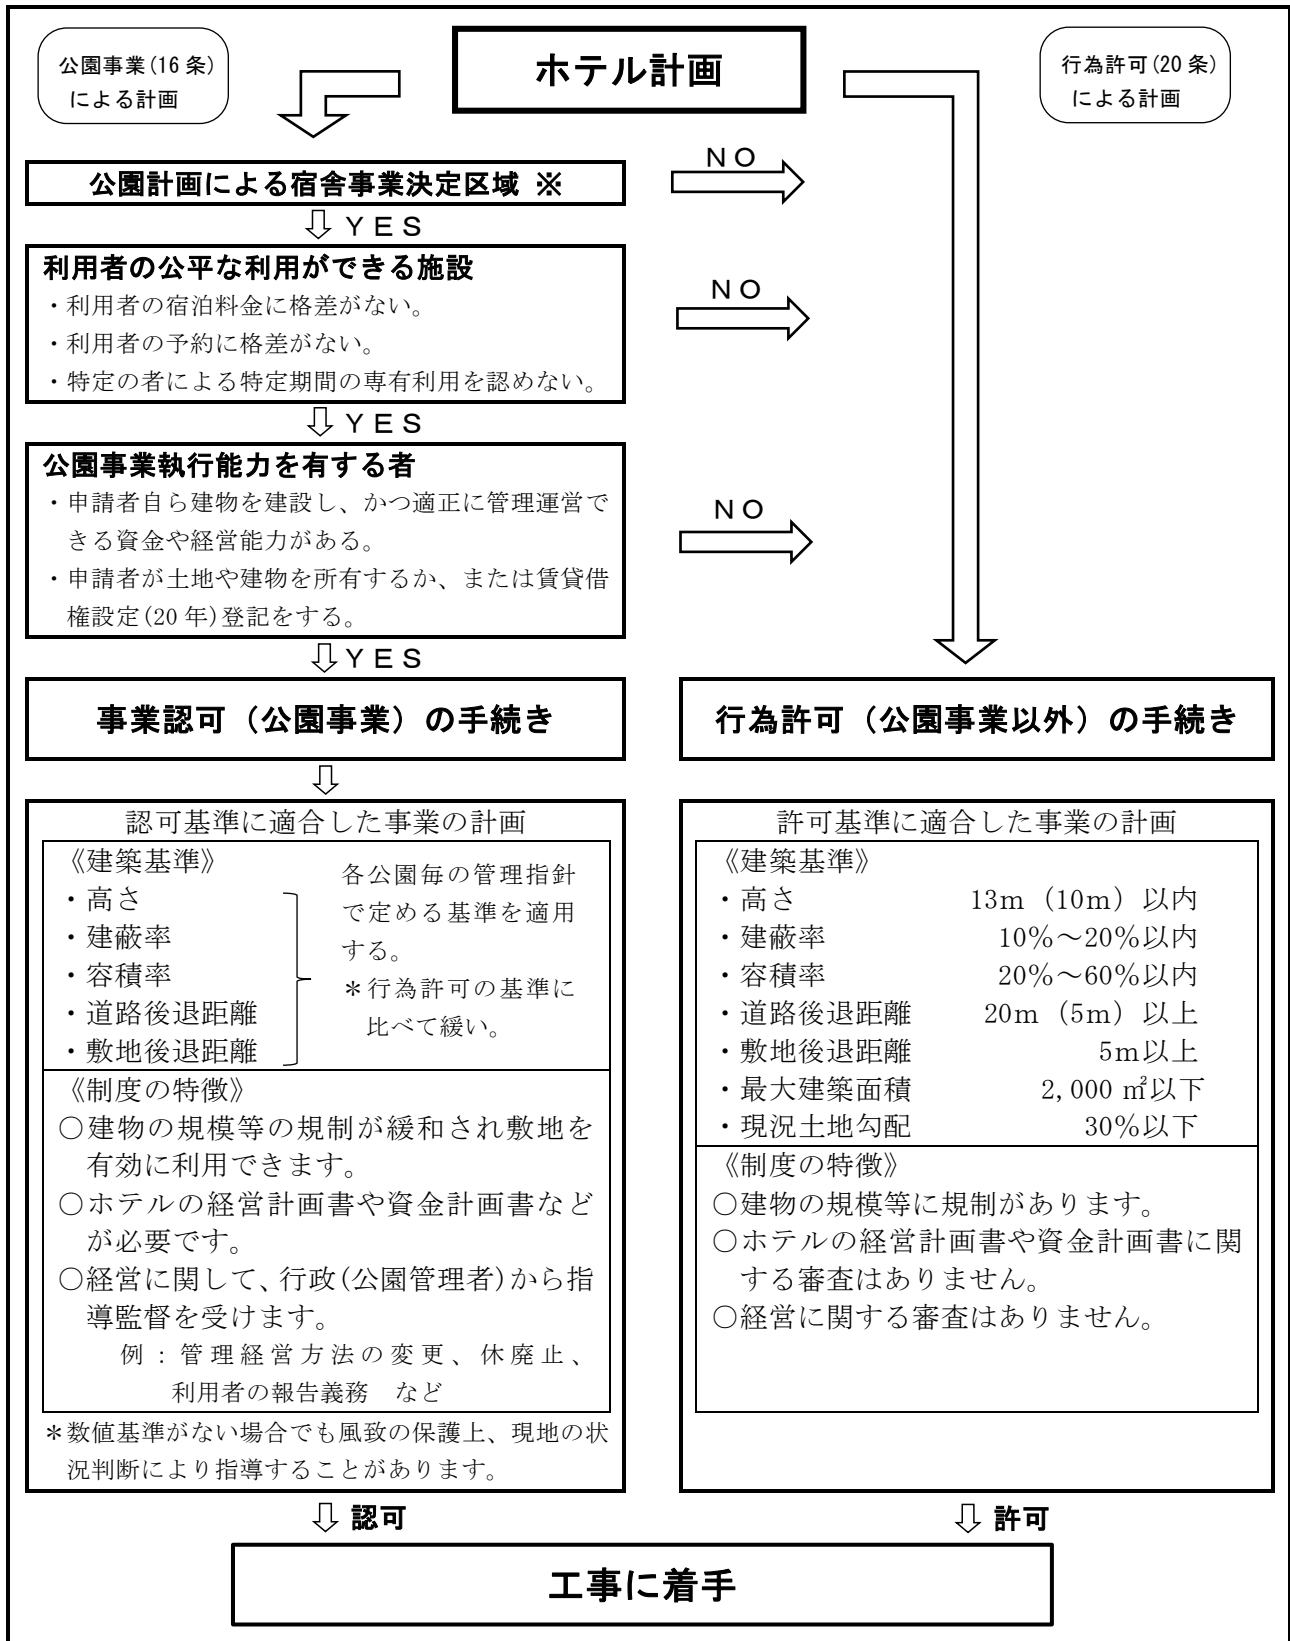 公園事業(16条)
による計画
ホテル計画
行為許可(20条)
による計画
公園計画による宿舎事業決定区域 ※
ＮＯ
ＹＥＳ
利用者の公平な利用ができる施設
・利用者の宿泊料金に格差がない。
・利用者の予約に格差がない。
・特定の者による特定期間の専有利用を認めない。
ＮＯ
ＹＥＳ
公園事業執行能力を有する者
・申請者自ら建物を建設し、かつ適正に管理運営で
きる資金や経営能力がある。
・申請者が土地や建物を所有するか、または賃貸借
権設定(20年)登記をする。
ＮＯ
ＹＥＳ
事業認可（公園事業）の手続き
行為許可（公園事業以外）の手続き
認可基準に適合した事業の計画
《建築基準》
・高さ
・建蔽率
・容積率
・道路後退距離
・敷地後退距離
各公園毎の管理指針
で定める基準を適用
する。
＊行為許可の基準に
比べて緩い。
《制度の特徴》
○建物の規模等の規制が緩和され敷地を
有効に利用できます。
○ホテルの経営計画書や資金計画書など
が必要です。
○経営に関して、行政(公園管理者)から指
導監督を受けます。
例：管理経営方法の変更、休廃止、
利用者の報告義務　など
＊数値基準がない場合でも風致の保護上、現地の状
況判断により指導することがあります。
許可基準に適合した事業の計画
《建築基準》
・高さ　13m（10m）以内
・建蔽率　10％～20％以内
・容積率　20％～60％以内
・道路後退距離　20m（5m）以上
・敷地後退距離　5m以上
・最大建築面積　2,000㎡以下
・現況土地勾配　30％以下
《制度の特徴》
○建物の規模等に規制があります。
○ホテルの経営計画書や資金計画書に関
する審査はありません。
○経営に関する審査はありません。
認可
許可
工事に着手